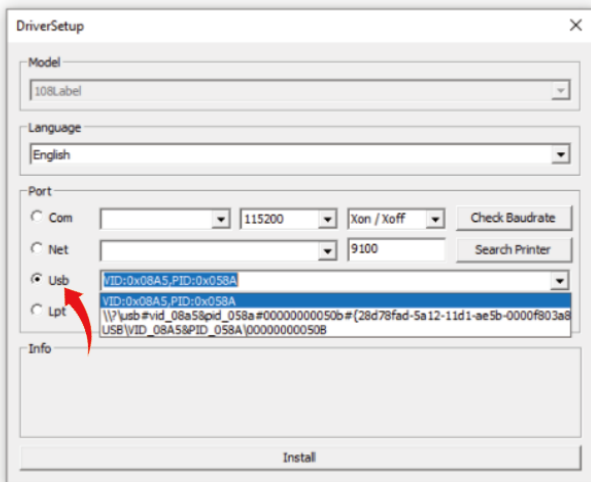 DriverSetup
Model
108Label
Language
English
Port
Com 115200 Xon / Xoff Check Baudrate
Net 9100 Search Printer
Usb VID:0x08A5,PID:0x058A
VID:0x08A5,PID:0x058A
Lpt \\?\usb#vid_08a5&pid_058a#00000000050b#{28d78fad-5a12-11d1-ae5b-0000f803a8
USB\VID_08A5&PID_058A\00000000050B
Info
Install